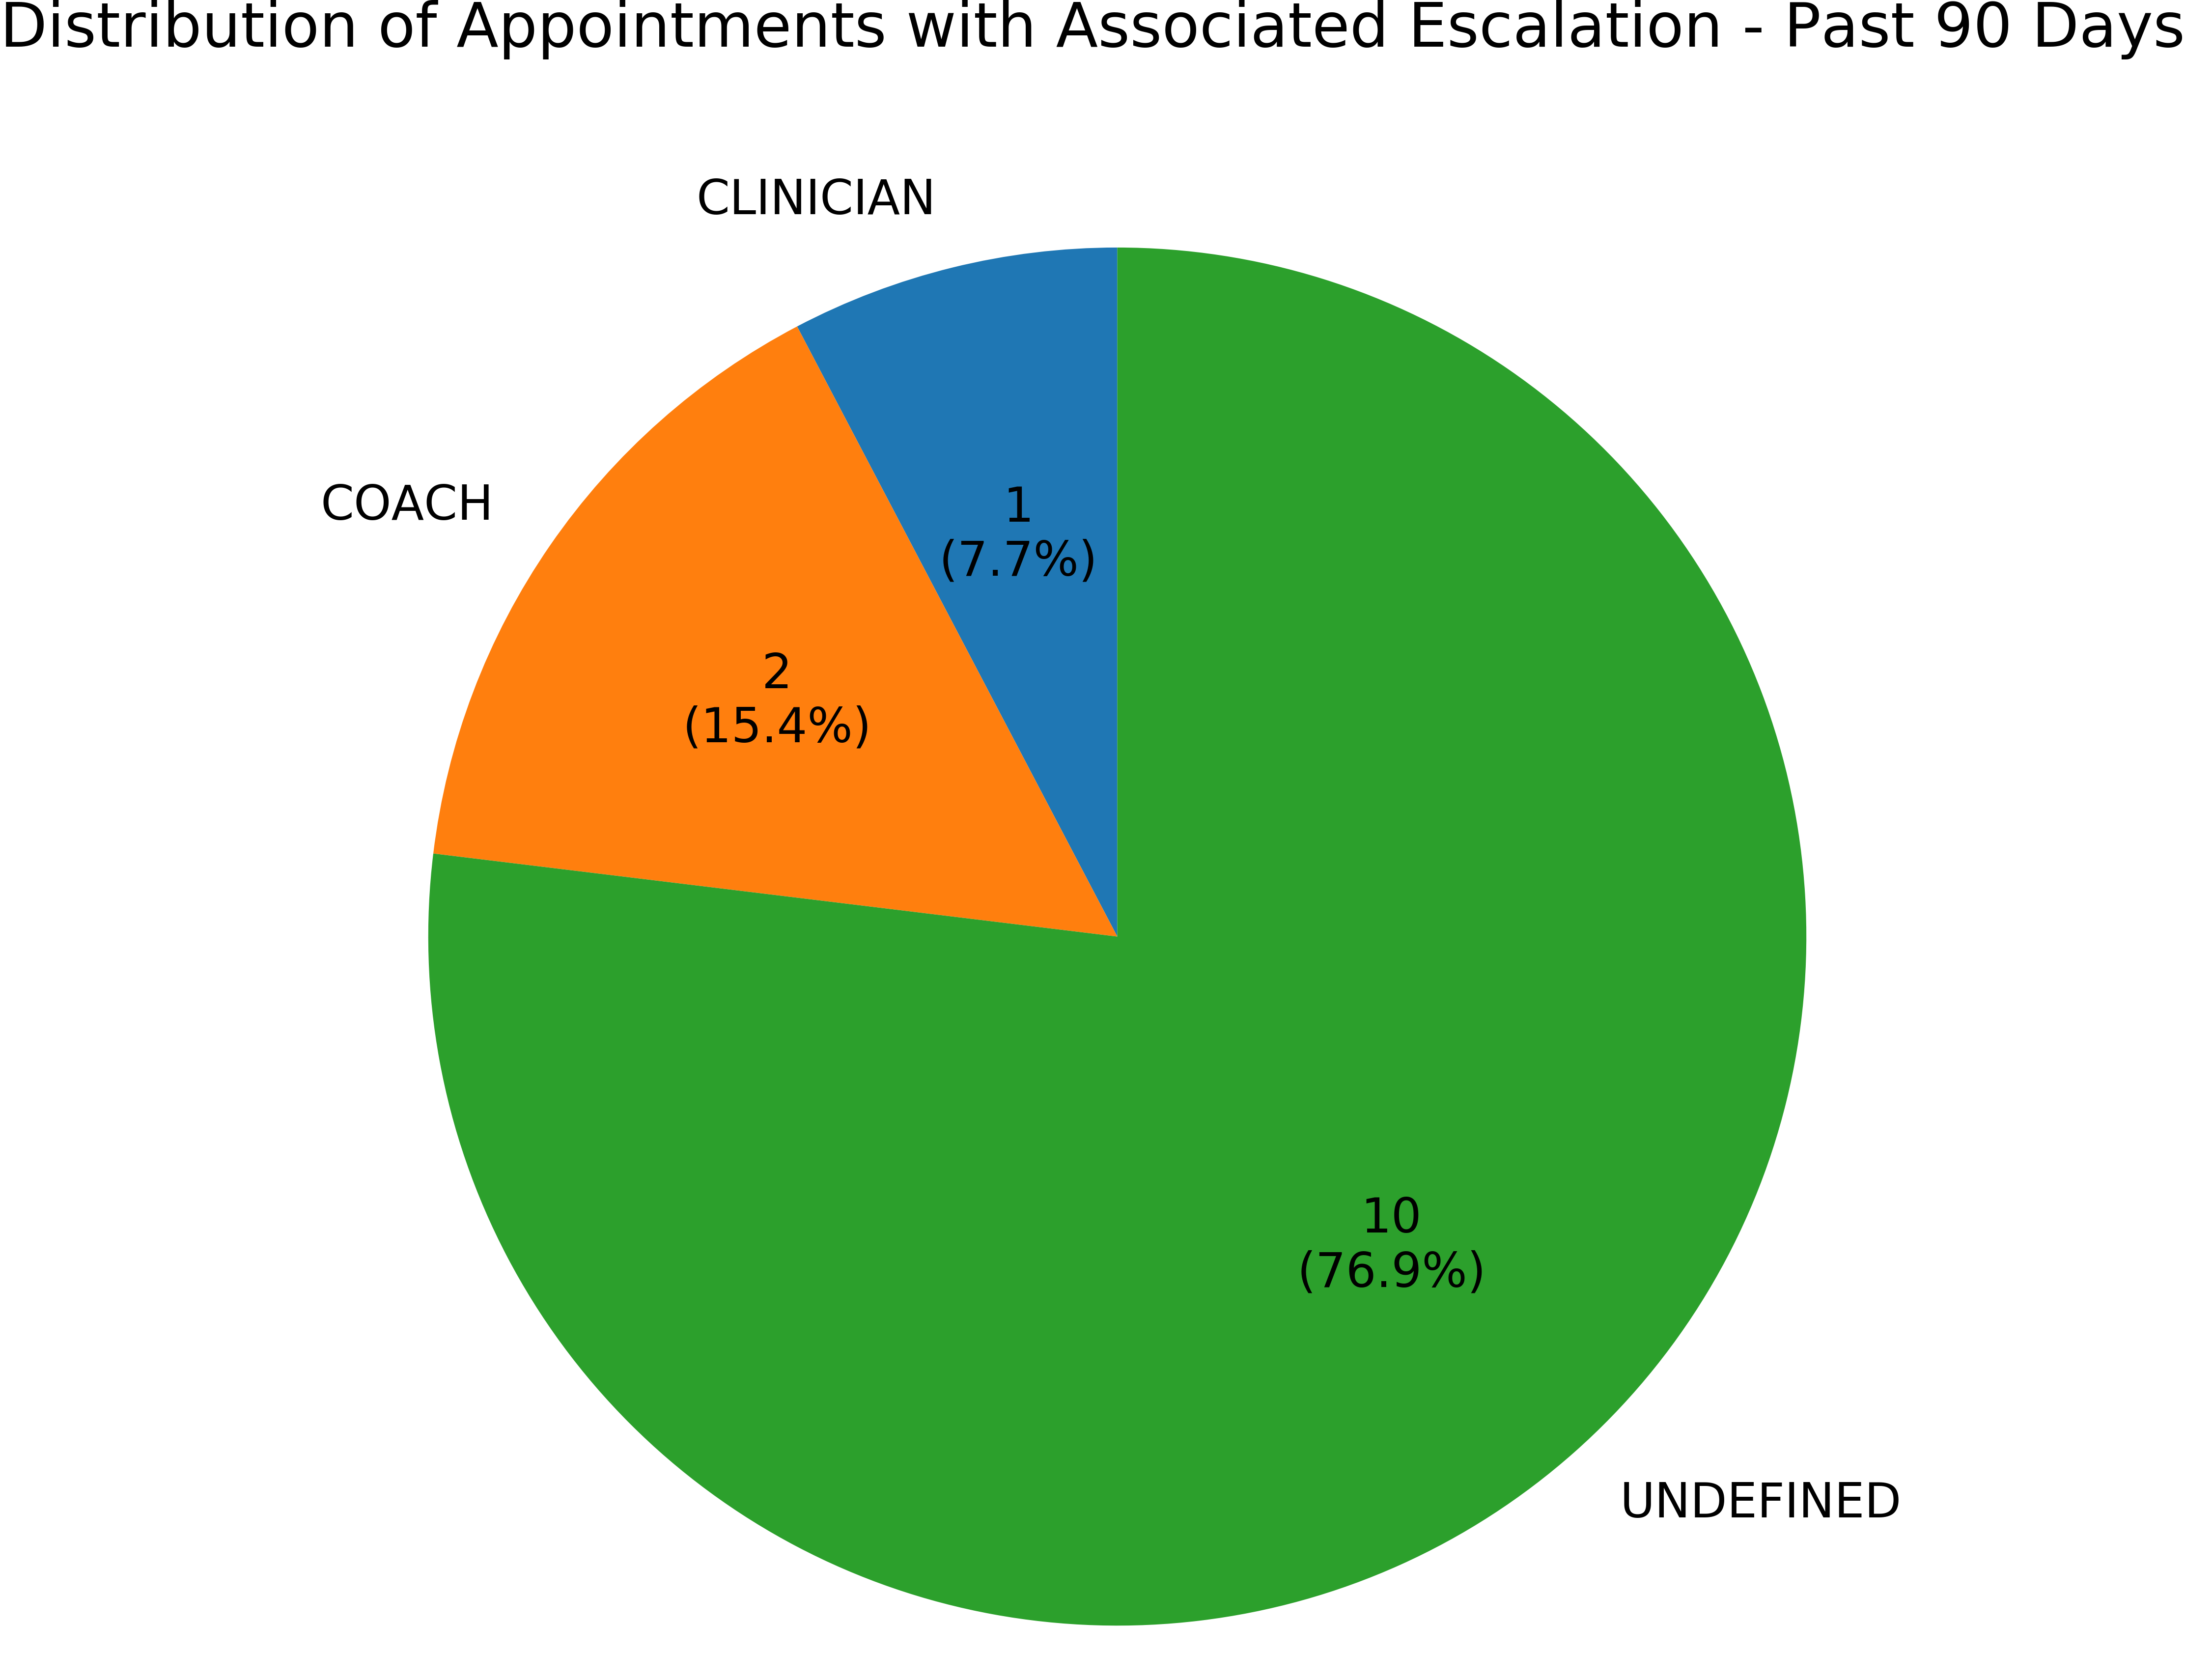 Distribution of Appointments with Associated Escalation - Past 90 Days
CLINICIAN
COACH
1
(7.7%)
2
(15.4%)
10
(76.9%)
UNDEFINED